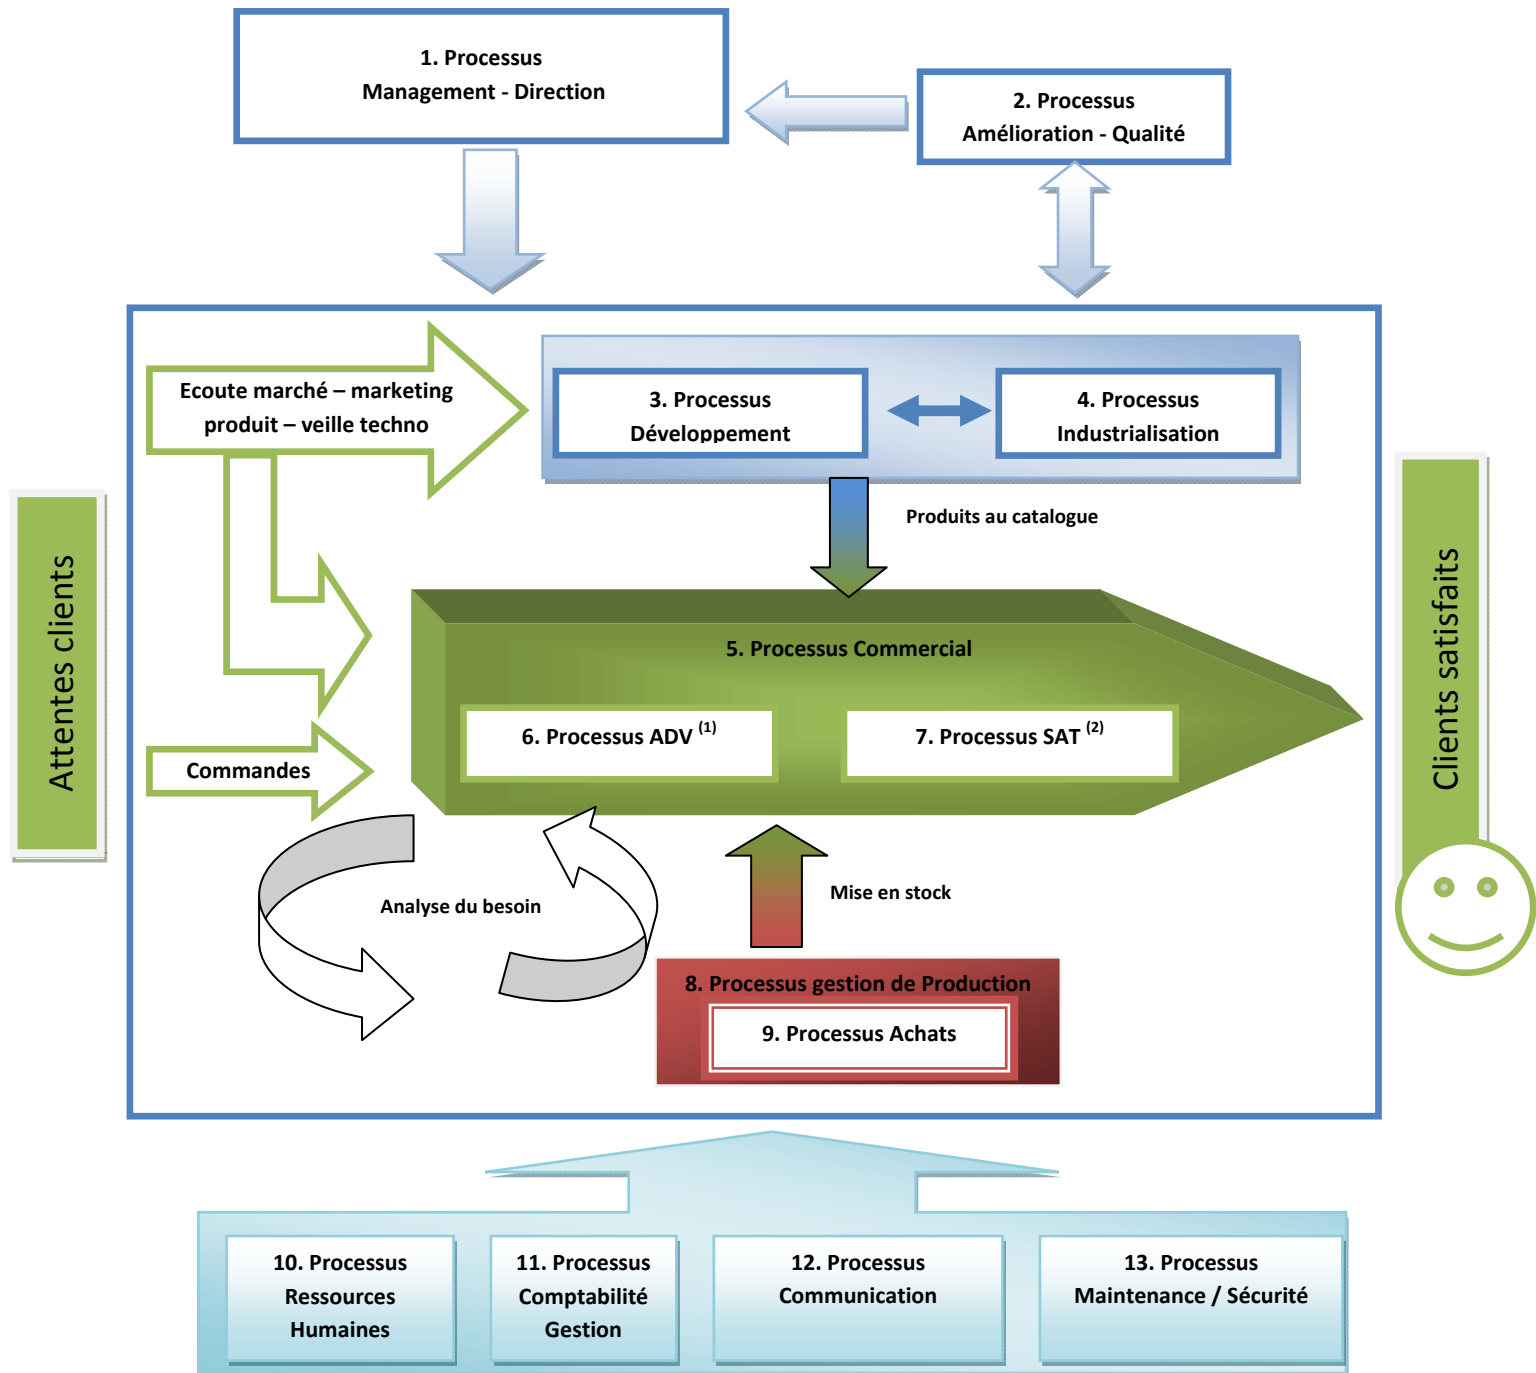 1. Processus
Management - Direction
2. Processus
Amélioration - Qualité
Ecoute marché – marketing
produit – veille techno
3. Processus
Développement
4. Processus
Industrialisation
Produits au catalogue
Attentes clients
Clients satisfaits
5. Processus Commercial
6. Processus ADV (1)
7. Processus SAT (2)
Commandes
Analyse du besoin
Mise en stock
8. Processus gestion de Production
9. Processus Achats
10. Processus
Ressources
Humaines
11. Processus
Comptabilité
Gestion
12. Processus
Communication
13. Processus
Maintenance / Sécurité